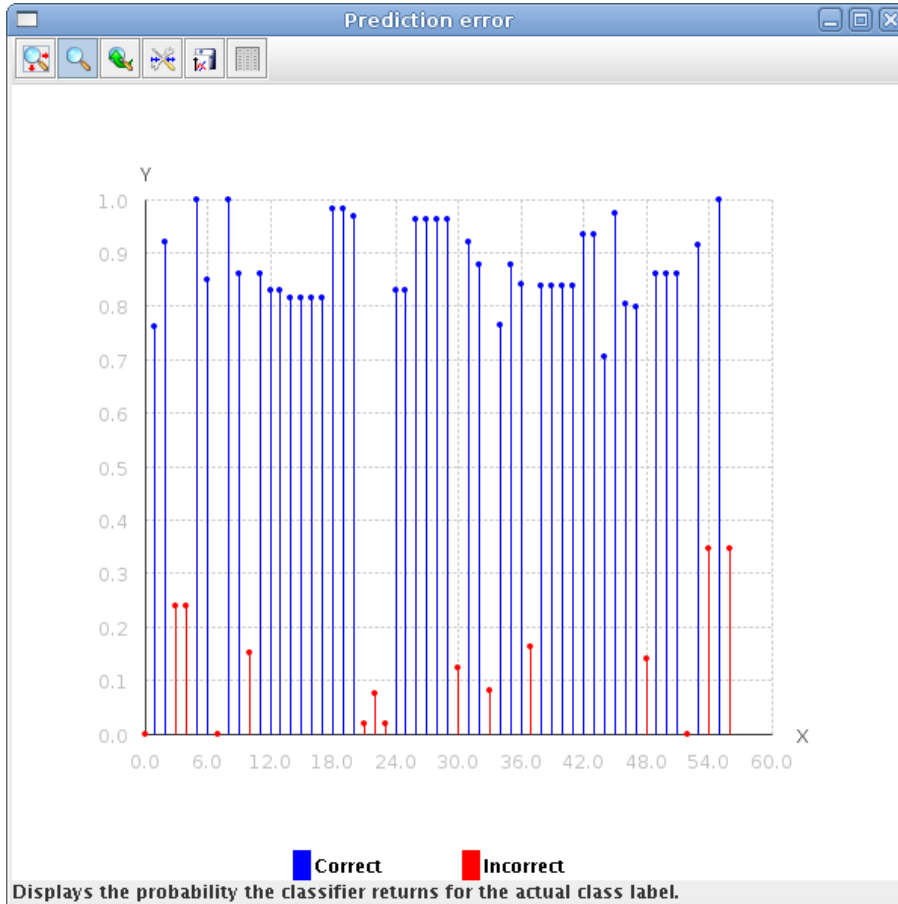 Prediction error
Y
1.0
0.9
0.8
0.7
0.6
0.5
0.4
0.3
0.2
0.1
0.0
X
0.0 6.0 12.0 18.0 24.0 30.0 36.0 42.0 48.0 54.0 60.0
Correct Incorrect
Displays the probability the classifier returns for the actual class label.